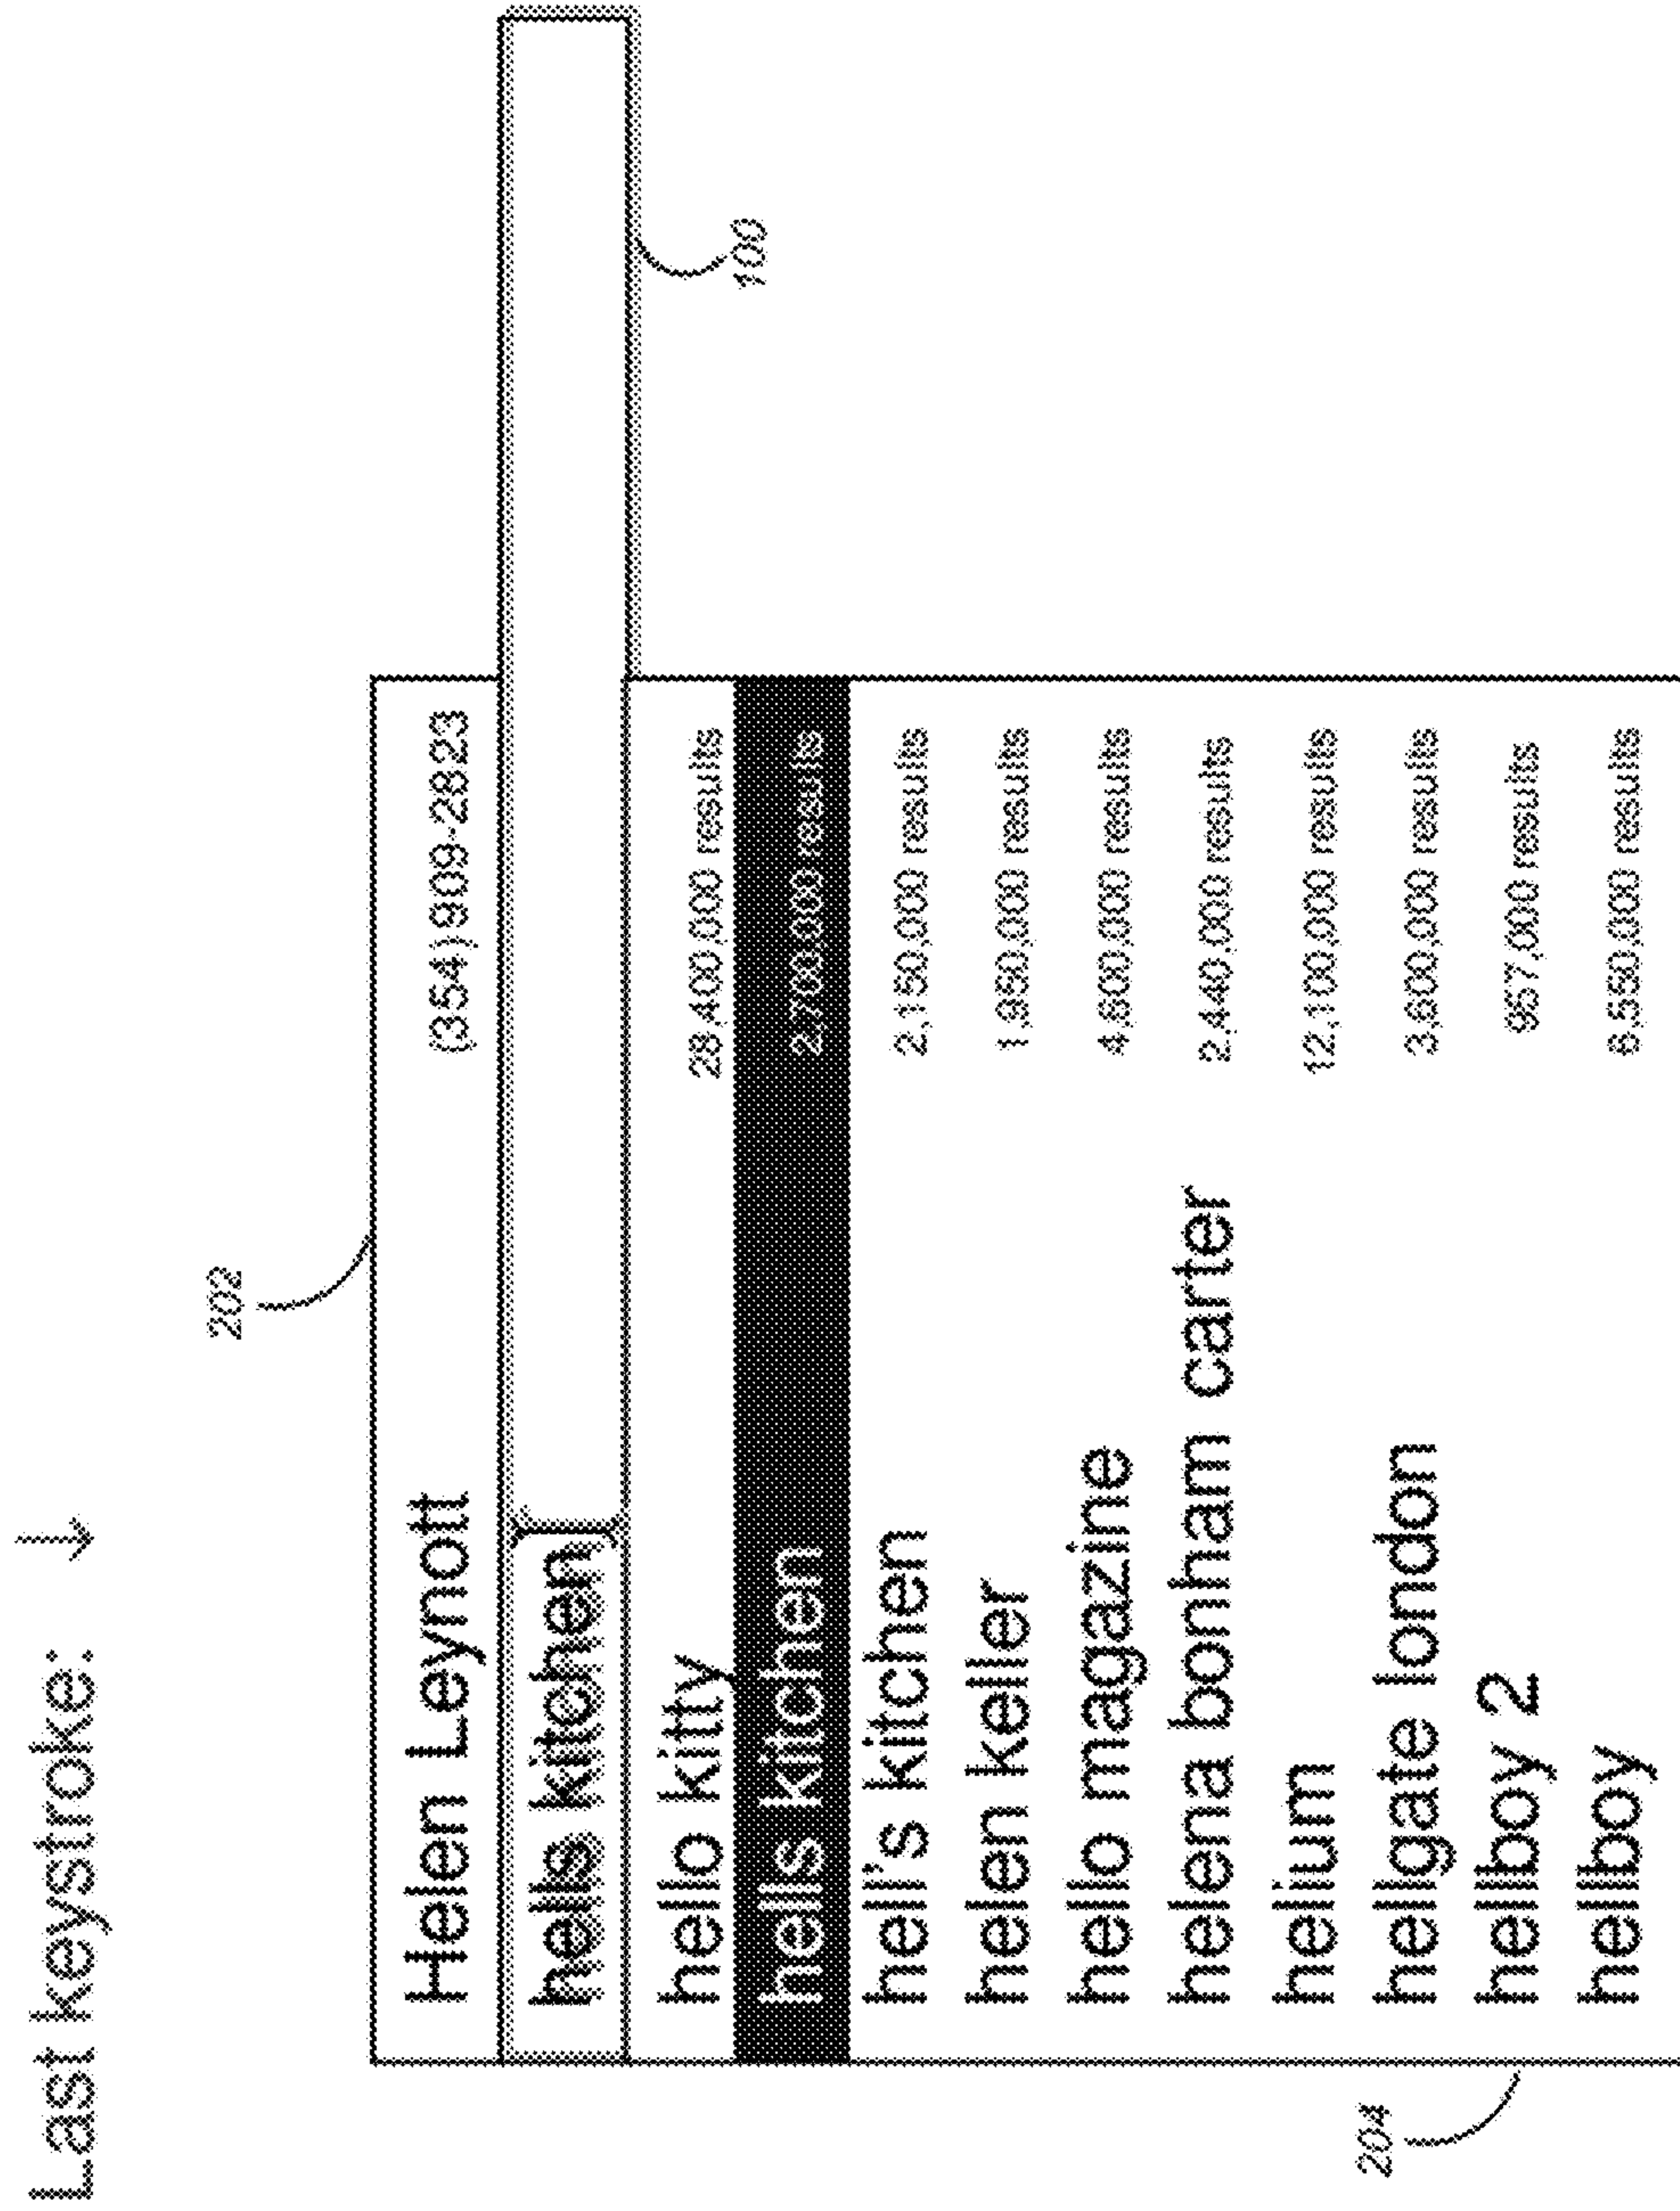 Last keystroke: ↓
202
Helen Leynott (354) 909-2823
hells kitchen
100
hello kitty 28,400,000 results
hells kitchen 2,700,000 results
hell's kitchen 2,150,000 results
helen keller 1,950,000 results
hello magazine 4,600,000 results
helena bonham carter 2,440,000 results
helium 12,100,000 results
hellgate london 3,600,000 results
hellboy 2 957,000 results
hellboy 6,550,000 results
204